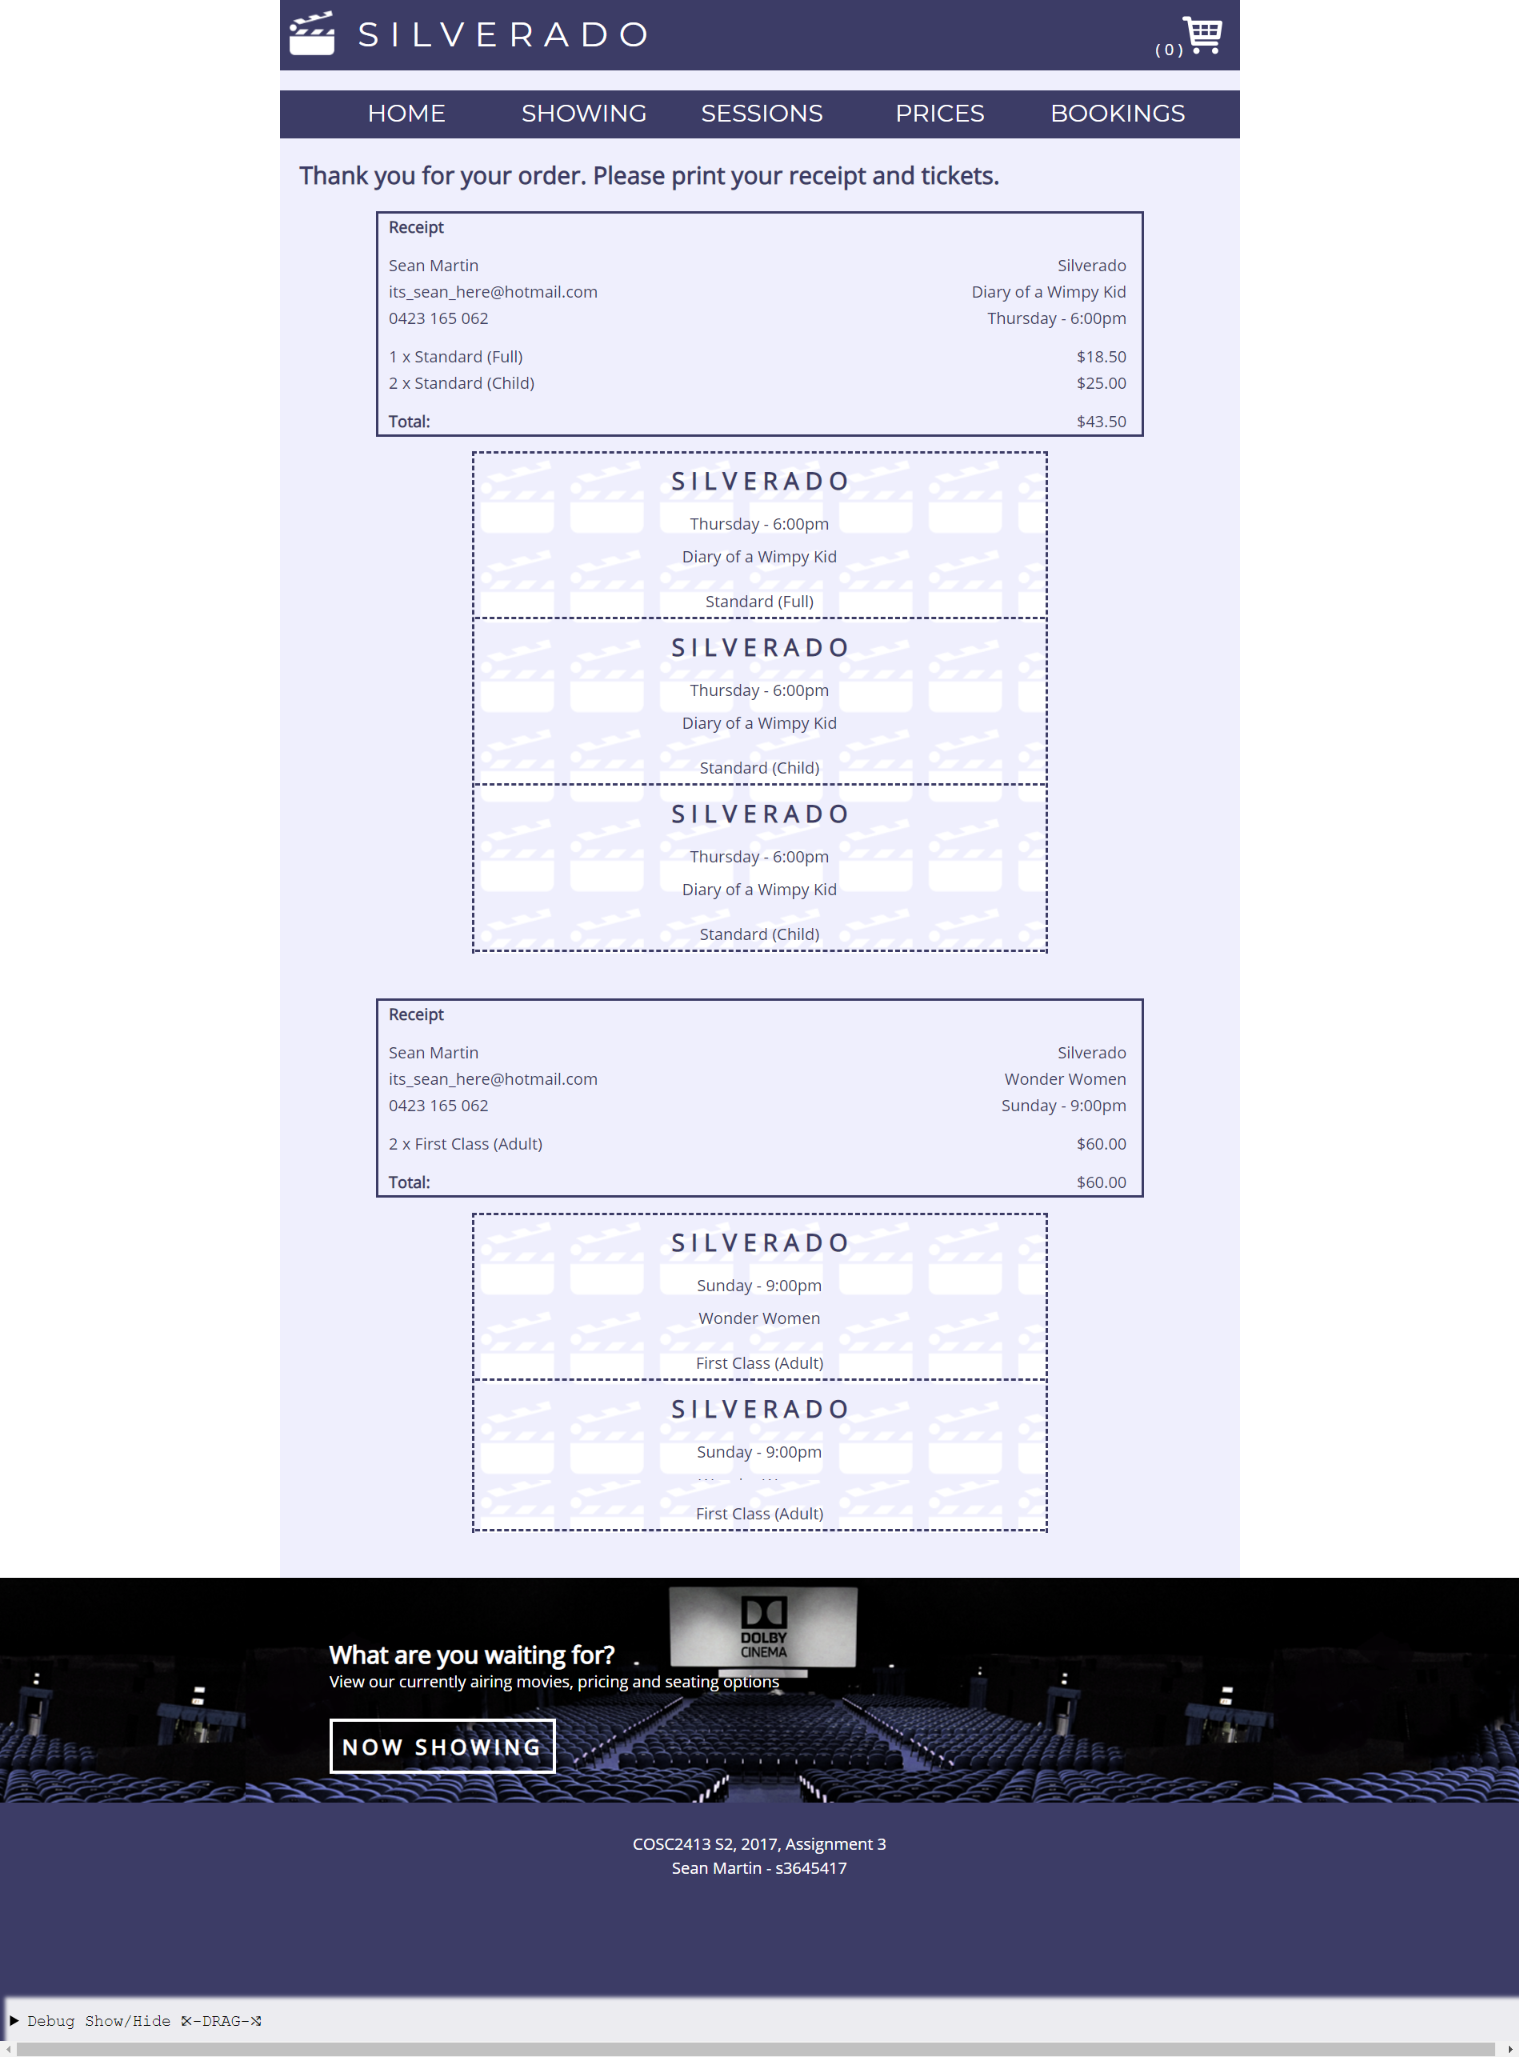 SILVERADO
( 0 )
HOME SHOWING SESSIONS PRICES BOOKINGS
Thank you for your order. Please print your receipt and tickets.
Receipt
Sean Martin Silverado
its_sean_here@hotmail.com Diary of a Wimpy Kid
0423 165 062 Thursday - 6:00pm
1 x Standard (Full) $18.50
2 x Standard (Child) $25.00
Total: $43.50
SILVERADO
Thursday - 6:00pm
Diary of a Wimpy Kid
Standard (Full)
SILVERADO
Thursday - 6:00pm
Diary of a Wimpy Kid
Standard (Child)
SILVERADO
Thursday - 6:00pm
Diary of a Wimpy Kid
Standard (Child)
Receipt
Sean Martin Silverado
its_sean_here@hotmail.com Wonder Women
0423 165 062 Sunday - 9:00pm
2 x First Class (Adult) $60.00
Total: $60.00
SILVERADO
Sunday - 9:00pm
Wonder Women
First Class (Adult)
SILVERADO
Sunday - 9:00pm
First Class (Adult)
DOLBY
CINEMA
What are you waiting for?
View our currently airing movies, pricing and seating options
NOW SHOWING
COSC2413 S2, 2017, Assignment 3
Sean Martin - s3645417
Debug Show/Hide ⤪-DRAG-⤨